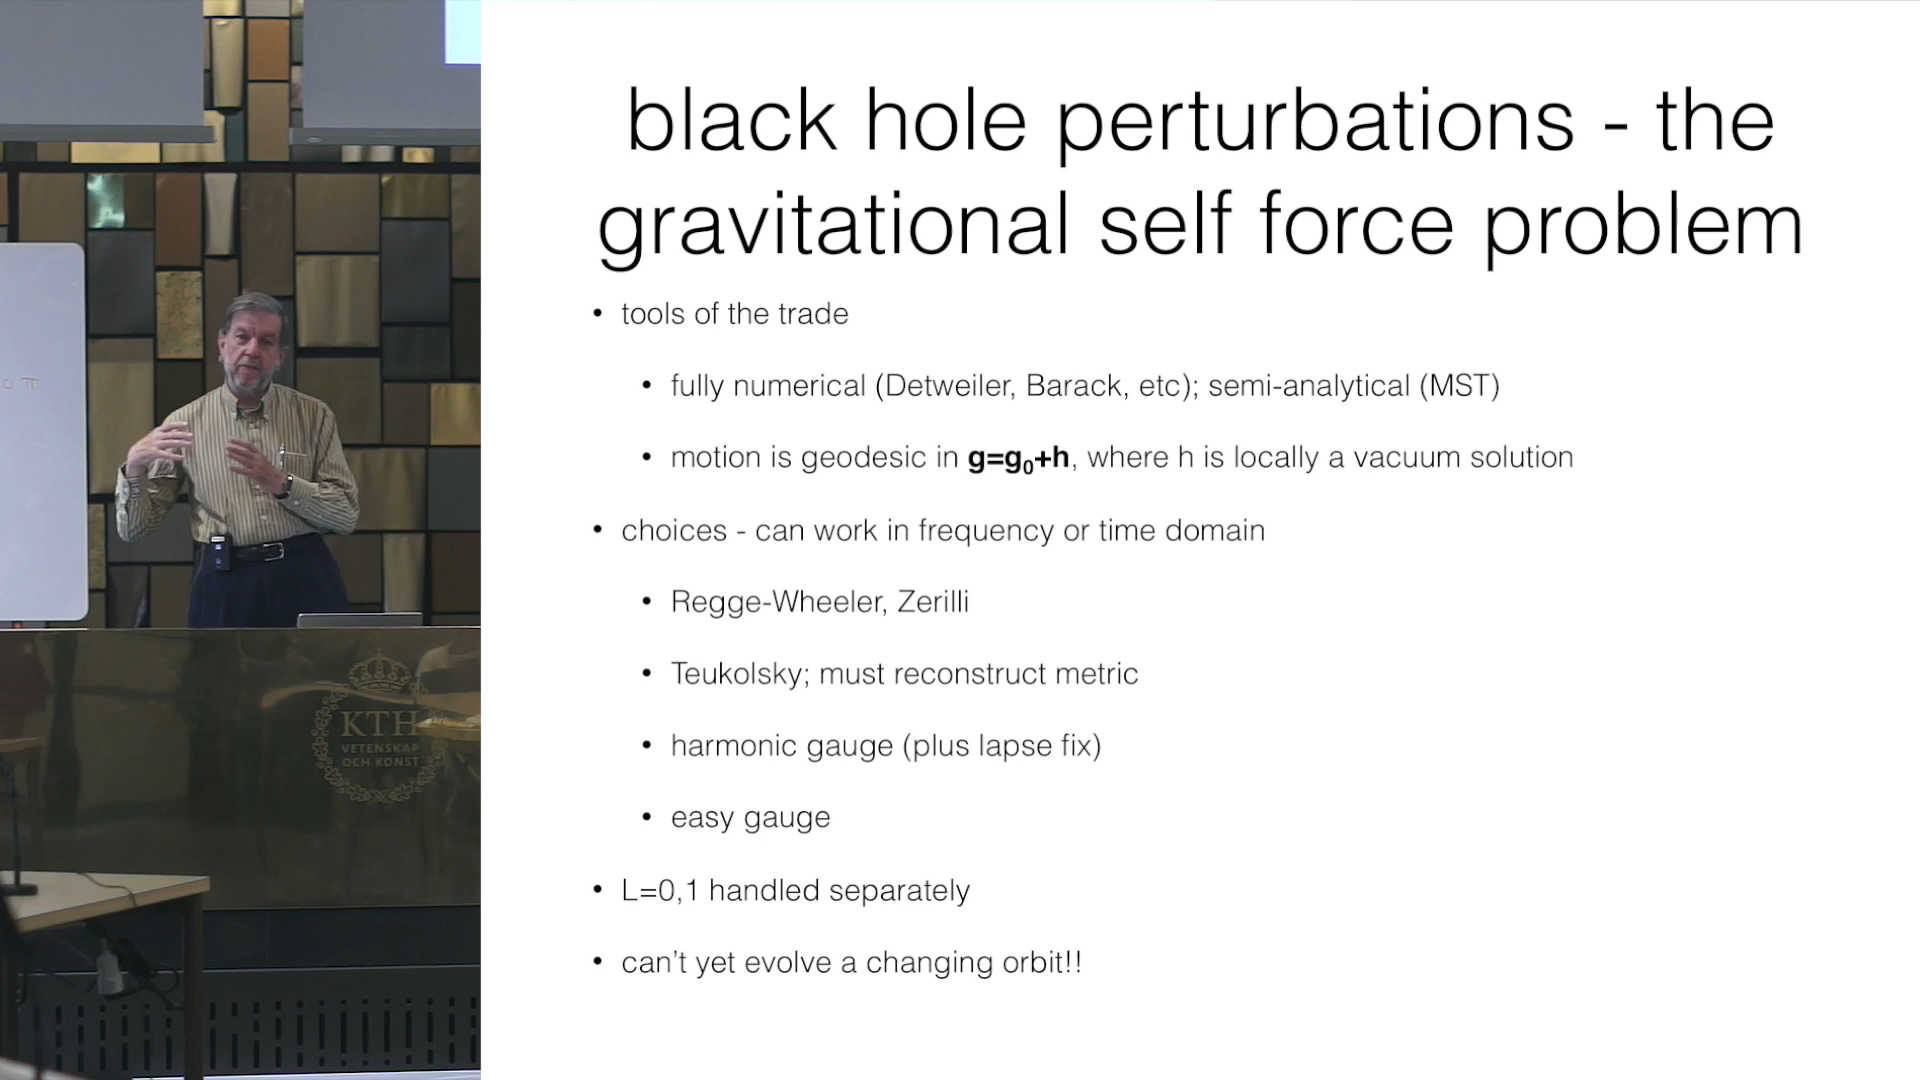 black hole perturbations - the
gravitational self force problem
• tools of the trade
• fully numerical (Detweiler, Barack, etc); semi-analytical (MST)
• motion is geodesic in g=g₀+h, where h is locally a vacuum solution
• choices - can work in frequency or time domain
• Regge-Wheeler, Zerilli
• Teukolsky; must reconstruct metric
• harmonic gauge (plus lapse fix)
• easy gauge
• L=0,1 handled separately
• can't yet evolve a changing orbit!!
KTH
VETENSKAP
OCH KONST